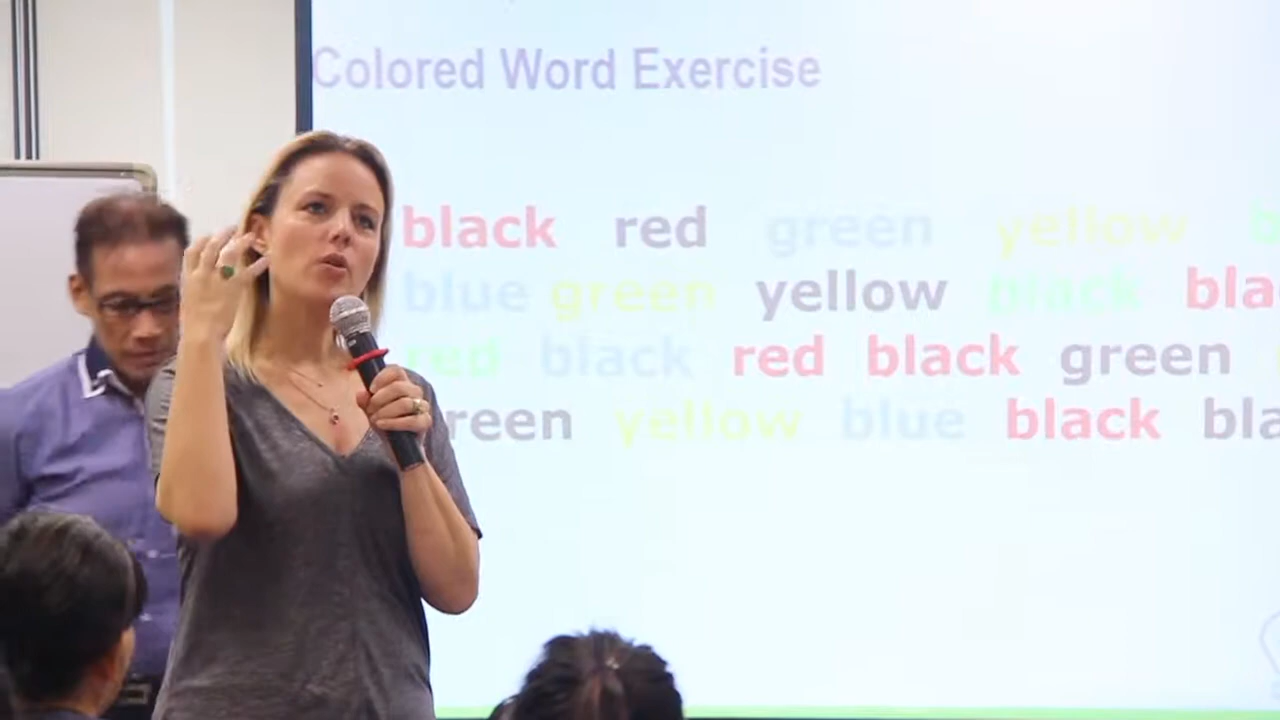 Colored Word Exercise
black red green yellow
blue green yellow black
red black red black green
yellow blue black